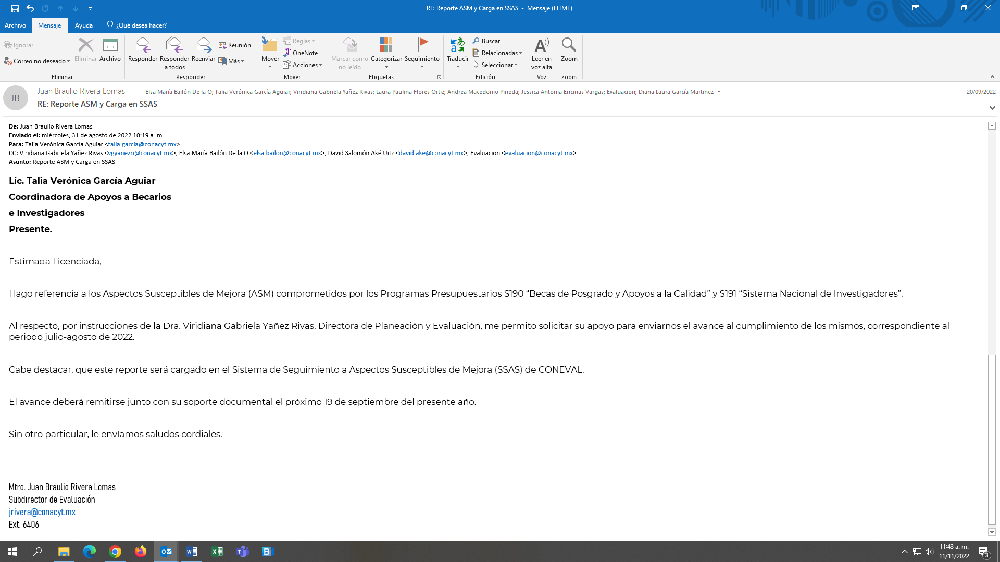 RE: Reporte ASM y Carga en SSAS - Mensaje (HTML)
Archivo Mensaje Ayuda ¿Qué desea hacer?
Ignorar
Correo no deseado
Eliminar
Archivo
Eliminar
Responder
Responder a todos
Reenviar
Reunión
Más
Responder
Mover
Reglas
OneNote
Acciones
Mover
Marcar como no leído
Categorizar
Seguimiento
Etiquetas
Traducir
Buscar
Relacionadas
Seleccionar
Edición
Leer en voz alta
Voz
Zoom
Zoom
JB
Juan Braulio Rivera Lomas
Elsa María Bailón De la O; Talia Verónica García Aguiar; Viridiana Gabriela Yañez Rivas; Laura Paulina Flores Ortiz; Andrea Macedonio Pineda; Jessica Antonia Encinas Vargas; Evaluacion; Diana Laura García Martinez
20/09/2022
RE: Reporte ASM y Carga en SSAS
De: Juan Braulio Rivera Lomas
Enviado el: miércoles, 31 de agosto de 2022 10:19 a. m.
Para: Talia Verónica García Aguiar <talia.garcia@conacyt.mx>
CC: Viridiana Gabriela Yañez Rivas <vgyanezri@conacyt.mx>; Elsa María Bailón De la O <elsa.bailon@conacyt.mx>; David Salomón Aké Uitz <david.ake@conacyt.mx>; Evaluacion <evaluacion@conacyt.mx>
Asunto: Reporte ASM y Carga en SSAS
Lic. Talia Verónica García Aguiar
Coordinadora de Apoyos a Becarios
e Investigadores
Presente.
Estimada Licenciada,
Hago referencia a los Aspectos Susceptibles de Mejora (ASM) comprometidos por los Programas Presupuestarios S190 “Becas de Posgrado y Apoyos a la Calidad” y S191 “Sistema Nacional de Investigadores”.
Al respecto, por instrucciones de la Dra. Viridiana Gabriela Yañez Rivas, Directora de Planeación y Evaluación, me permito solicitar su apoyo para enviarnos el avance al cumplimiento de los mismos, correspondiente al
periodo julio-agosto de 2022.
Cabe destacar, que este reporte será cargado en el Sistema de Seguimiento a Aspectos Susceptibles de Mejora (SSAS) de CONEVAL.
El avance deberá remitirse junto con su soporte documental el próximo 19 de septiembre del presente año.
Sin otro particular, le envíamos saludos cordiales.
Mtro. Juan Braulio Rivera Lomas
Subdirector de Evaluación
jrivera@conacyt.mx
Ext. 6406
11:43 a. m.
11/11/2022
3